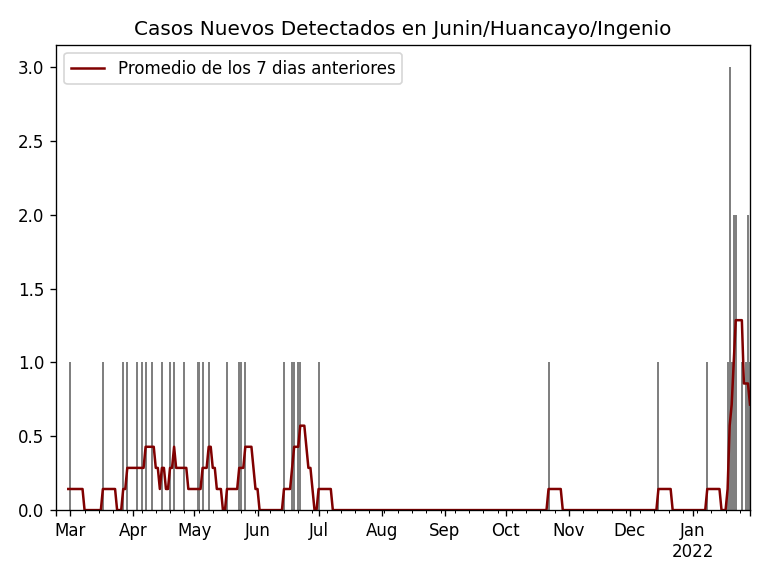 Casos Nuevos Detectados en Junin/Huancayo/Ingenio
Promedio de los 7 dias anteriores
3.0
2.5
2.0
1.5
1.0
0.5
0.0
Mar Apr May Jun Jul Aug Sep Oct Nov Dec Jan
2022